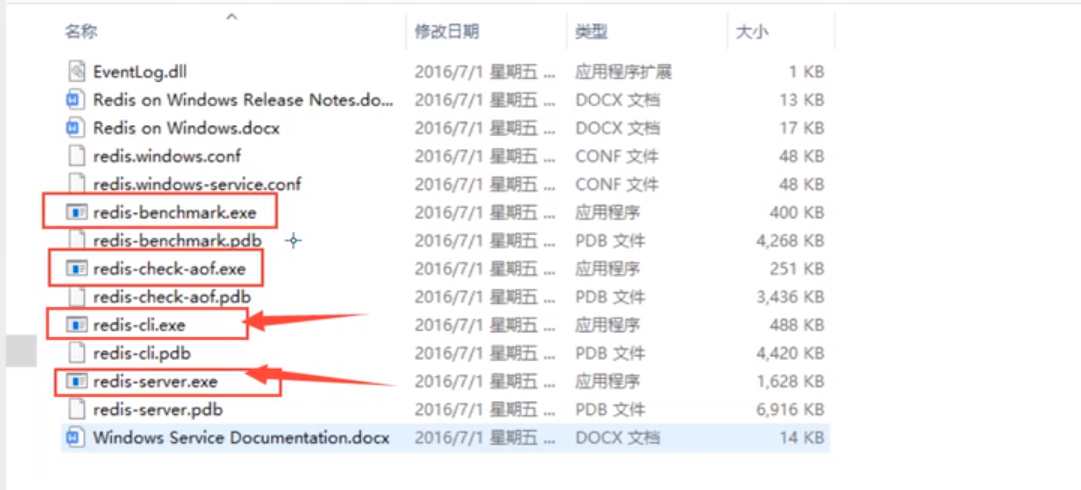 名称 修改日期 类型 大小
EventLog.dll 2016/7/1 星期五 ... 应用程序扩展 1 KB
Redis on Windows Release Notes.do... 2016/7/1 星期五 ... DOCX 文档 13 KB
Redis on Windows.docx 2016/7/1 星期五 ... DOCX 文档 17 KB
redis.windows.conf 2016/7/1 星期五 ... CONF 文件 48 KB
redis.windows-service.conf 2016/7/1 星期五 ... CONF 文件 48 KB
redis-benchmark.exe 2016/7/1 星期五 ... 应用程序 400 KB
redis-benchmark.pdb 2016/7/1 星期五 ... PDB 文件 4,268 KB
redis-check-aof.exe 2016/7/1 星期五 ... 应用程序 251 KB
redis-check-aof.pdb 2016/7/1 星期五 ... PDB 文件 3,436 KB
redis-cli.exe 2016/7/1 星期五 ... 应用程序 488 KB
redis-cli.pdb 2016/7/1 星期五 ... PDB 文件 4,420 KB
redis-server.exe 2016/7/1 星期五 ... 应用程序 1,628 KB
redis-server.pdb 2016/7/1 星期五 ... PDB 文件 6,916 KB
Windows Service Documentation.docx 2016/7/1 星期五 ... DOCX 文档 14 KB